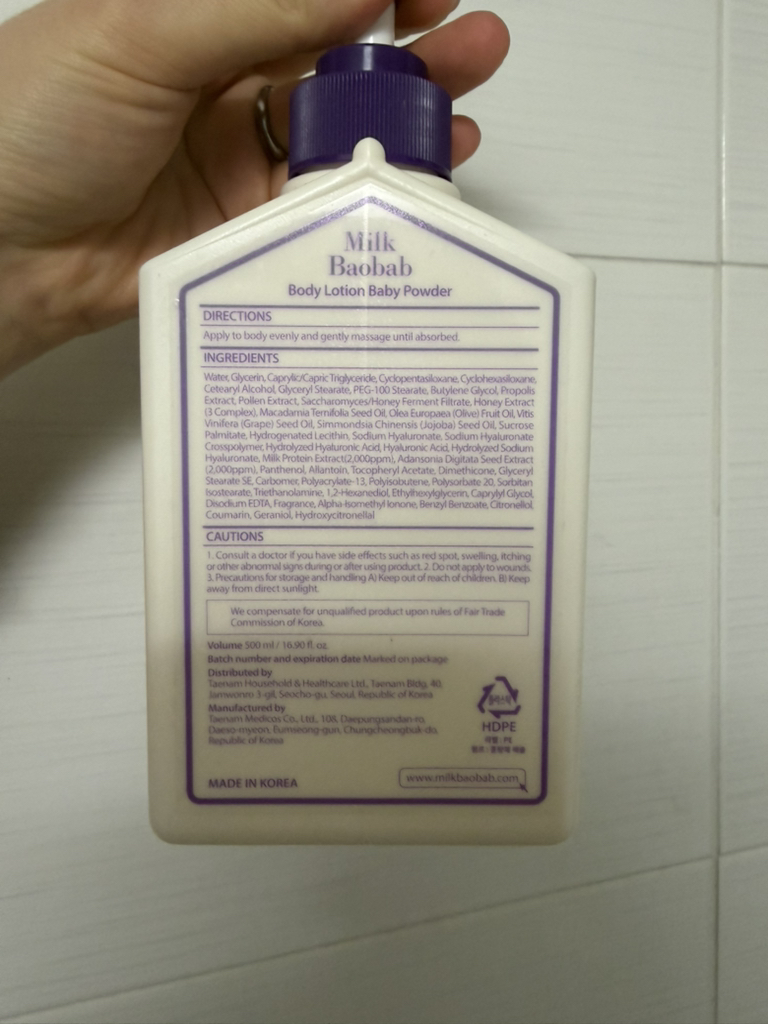 Milk
Baobab
Body Lotion Baby Powder
DIRECTIONS
Apply to body evenly and gently massage until absorbed.
INGREDIENTS
Water, Glycerin, Caprylic/Capric Triglyceride, Cyclopentasiloxane, Cyclohexasiloxane,
Cetearyl Alcohol, Glyceryl Stearate, PEG-100 Stearate, Butylene Glycol, Propolis
Extract, Pollen Extract, Saccharomyces/Honey Ferment Filtrate, Honey Extract
(3 Complex), Macadamia Ternifolia Seed Oil, Olea Europaea (Olive) Fruit Oil, Vitis
Vinifera (Grape) Seed Oil, Simmondsia Chinensis (Jojoba) Seed Oil, Sucrose
Palmitate, Hydrogenated Lecithin, Sodium Hyaluronate, Sodium Hyaluronate
Crosspolymer, Hydrolyzed Hyaluronic Acid, Hyaluronic Acid, Hydrolyzed Sodium
Hyaluronate, Milk Protein Extract(2,000ppm), Adansonia Digitata Seed Extract
(2,000ppm), Panthenol, Allantoin, Tocopheryl Acetate, Dimethicone, Glyceryl
Stearate SE, Carbomer, Polyacrylate-13, Polyisobutene, Polysorbate 20, Sorbitan
Isostearate, Triethanolamine, 1,2-Hexanediol, Ethylhexylglycerin, Caprylyl Glycol,
Disodium EDTA, Fragrance, Alpha-Isomethyl Ionone, Benzyl Benzoate, Citronellol,
Coumarin, Geraniol, Hydroxycitronellal
CAUTIONS
1. Consult a doctor if you have side effects such as red spot, swelling, itching
or other abnormal signs during or after using product. 2. Do not apply to wounds.
3. Precautions for storage and handling A) Keep out of reach of children. B) Keep
away from direct sunlight.
We compensate for unqualified product upon rules of Fair Trade
Commission of Korea.
Volume 500 ml / 16.90 fl. oz.
Batch number and expiration date Marked on package
Distributed by
Taenam Household & Healthcare Ltd., Taenam Bldg, 40,
Jamwonro 3-gil, Seocho-gu, Seoul, Republic of Korea
Manufactured by
Taenam Medicos Co., Ltd., 108, Daepungsandan-ro,
Daeso-myeon, Eumseong-gun, Chungcheongbuk-do,
Republic of Korea
플라스틱
HDPE
라벨 : PE
MADE IN KOREA
www.milkbaobab.com